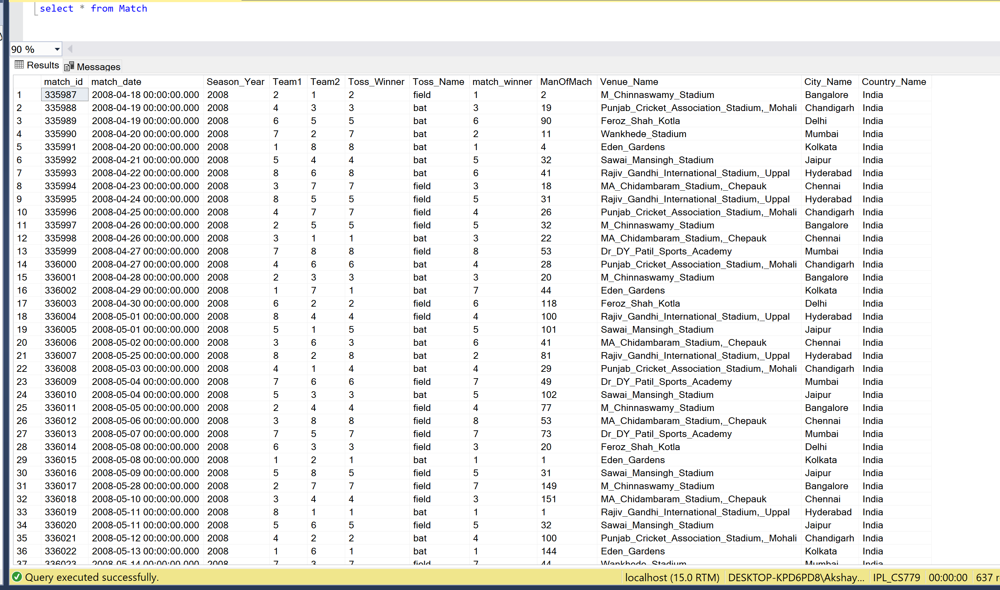 select * from Match
90 %
Results Messages
match_id match_date Season_Year Team1 Team2 Toss_Winner Toss_Name match_winner ManOfMach Venue_Name City_Name Country_Name
1 335987 2008-04-18 00:00:00.000 2008 2 1 2 field 1 2 M_Chinnaswamy_Stadium Bangalore India
2 335988 2008-04-19 00:00:00.000 2008 4 3 3 bat 3 19 Punjab_Cricket_Association_Stadium,_Mohali Chandigarh India
3 335989 2008-04-19 00:00:00.000 2008 6 5 5 bat 6 90 Feroz_Shah_Kotla Delhi India
4 335990 2008-04-20 00:00:00.000 2008 7 2 7 bat 2 11 Wankhede_Stadium Mumbai India
5 335991 2008-04-20 00:00:00.000 2008 1 8 8 bat 1 4 Eden_Gardens Kolkata India
6 335992 2008-04-21 00:00:00.000 2008 5 4 4 bat 5 32 Sawai_Mansingh_Stadium Jaipur India
7 335993 2008-04-22 00:00:00.000 2008 8 6 8 bat 6 41 Rajiv_Gandhi_International_Stadium,_Uppal Hyderabad India
8 335994 2008-04-23 00:00:00.000 2008 3 7 7 field 3 18 MA_Chidambaram_Stadium,_Chepauk Chennai India
9 335995 2008-04-24 00:00:00.000 2008 8 5 5 field 5 31 Rajiv_Gandhi_International_Stadium,_Uppal Hyderabad India
10 335996 2008-04-25 00:00:00.000 2008 4 7 7 field 4 26 Punjab_Cricket_Association_Stadium,_Mohali Chandigarh India
11 335997 2008-04-26 00:00:00.000 2008 2 5 5 field 5 32 M_Chinnaswamy_Stadium Bangalore India
12 335998 2008-04-26 00:00:00.000 2008 3 1 1 bat 3 22 MA_Chidambaram_Stadium,_Chepauk Chennai India
13 335999 2008-04-27 00:00:00.000 2008 7 8 8 field 8 53 Dr_DY_Patil_Sports_Academy Mumbai India
14 336000 2008-04-27 00:00:00.000 2008 4 6 6 bat 4 28 Punjab_Cricket_Association_Stadium,_Mohali Chandigarh India
15 336001 2008-04-28 00:00:00.000 2008 2 3 3 bat 3 20 M_Chinnaswamy_Stadium Bangalore India
16 336002 2008-04-29 00:00:00.000 2008 1 7 1 bat 7 44 Eden_Gardens Kolkata India
17 336003 2008-04-30 00:00:00.000 2008 6 2 2 field 6 118 Feroz_Shah_Kotla Delhi India
18 336004 2008-05-01 00:00:00.000 2008 8 4 4 field 4 100 Rajiv_Gandhi_International_Stadium,_Uppal Hyderabad India
19 336005 2008-05-01 00:00:00.000 2008 5 1 5 bat 5 101 Sawai_Mansingh_Stadium Jaipur India
20 336006 2008-05-02 00:00:00.000 2008 3 6 3 bat 6 41 MA_Chidambaram_Stadium,_Chepauk Chennai India
21 336007 2008-05-25 00:00:00.000 2008 8 2 8 bat 2 81 Rajiv_Gandhi_International_Stadium,_Uppal Hyderabad India
22 336008 2008-05-03 00:00:00.000 2008 4 1 4 bat 4 29 Punjab_Cricket_Association_Stadium,_Mohali Chandigarh India
23 336009 2008-05-04 00:00:00.000 2008 7 6 6 field 7 49 Dr_DY_Patil_Sports_Academy Mumbai India
24 336010 2008-05-04 00:00:00.000 2008 5 3 3 bat 5 102 Sawai_Mansingh_Stadium Jaipur India
25 336011 2008-05-05 00:00:00.000 2008 2 4 4 field 4 77 M_Chinnaswamy_Stadium Bangalore India
26 336012 2008-05-06 00:00:00.000 2008 3 8 8 field 8 53 MA_Chidambaram_Stadium,_Chepauk Chennai India
27 336013 2008-05-07 00:00:00.000 2008 7 5 7 field 7 73 Dr_DY_Patil_Sports_Academy Mumbai India
28 336014 2008-05-08 00:00:00.000 2008 6 3 3 field 3 20 Feroz_Shah_Kotla Delhi India
29 336015 2008-05-08 00:00:00.000 2008 1 2 1 bat 1 1 Eden_Gardens Kolkata India
30 336016 2008-05-09 00:00:00.000 2008 5 8 5 field 5 31 Sawai_Mansingh_Stadium Jaipur India
31 336017 2008-05-28 00:00:00.000 2008 2 7 7 field 7 149 M_Chinnaswamy_Stadium Bangalore India
32 336018 2008-05-10 00:00:00.000 2008 3 4 4 field 3 151 MA_Chidambaram_Stadium,_Chepauk Chennai India
33 336019 2008-05-11 00:00:00.000 2008 8 1 1 bat 1 1 Rajiv_Gandhi_International_Stadium,_Uppal Hyderabad India
34 336020 2008-05-11 00:00:00.000 2008 5 6 5 field 5 32 Sawai_Mansingh_Stadium Jaipur India
35 336021 2008-05-12 00:00:00.000 2008 4 2 2 bat 4 100 Punjab_Cricket_Association_Stadium,_Mohali Chandigarh India
36 336022 2008-05-13 00:00:00.000 2008 1 6 1 bat 1 144 Eden_Gardens Kolkata India
37 336023 2008-05-14 00:00:00.000 2008 7 3 7 field 7 44 Wankhede_Stadium Mumbai India
Query executed successfully. localhost (15.0 RTM) DESKTOP-KPD6PD8\Akshay... IPL_CS779 00:00:00 637 r